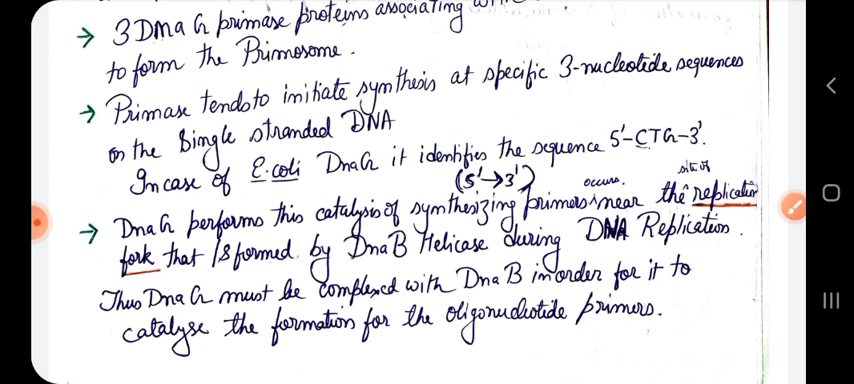 → 3 DnaG primase proteins associating with
to form the Primosome.
→ Primase tends to initiate synthesis at specific 3-nucleotide sequences
on the Single stranded DNA
In case of E.coli DnaG it identifies the sequence 5'-CTG-3'.
(5'→3') occurs. site of
→ DnaG performs this catalysis of synthesizing primers near the replication
fork that is formed by DnaB Helicase during DNA Replication.
Thus DnaG must be complexed with DnaB inorder for it to
catalyse the formation for the oligonucleotide primers.